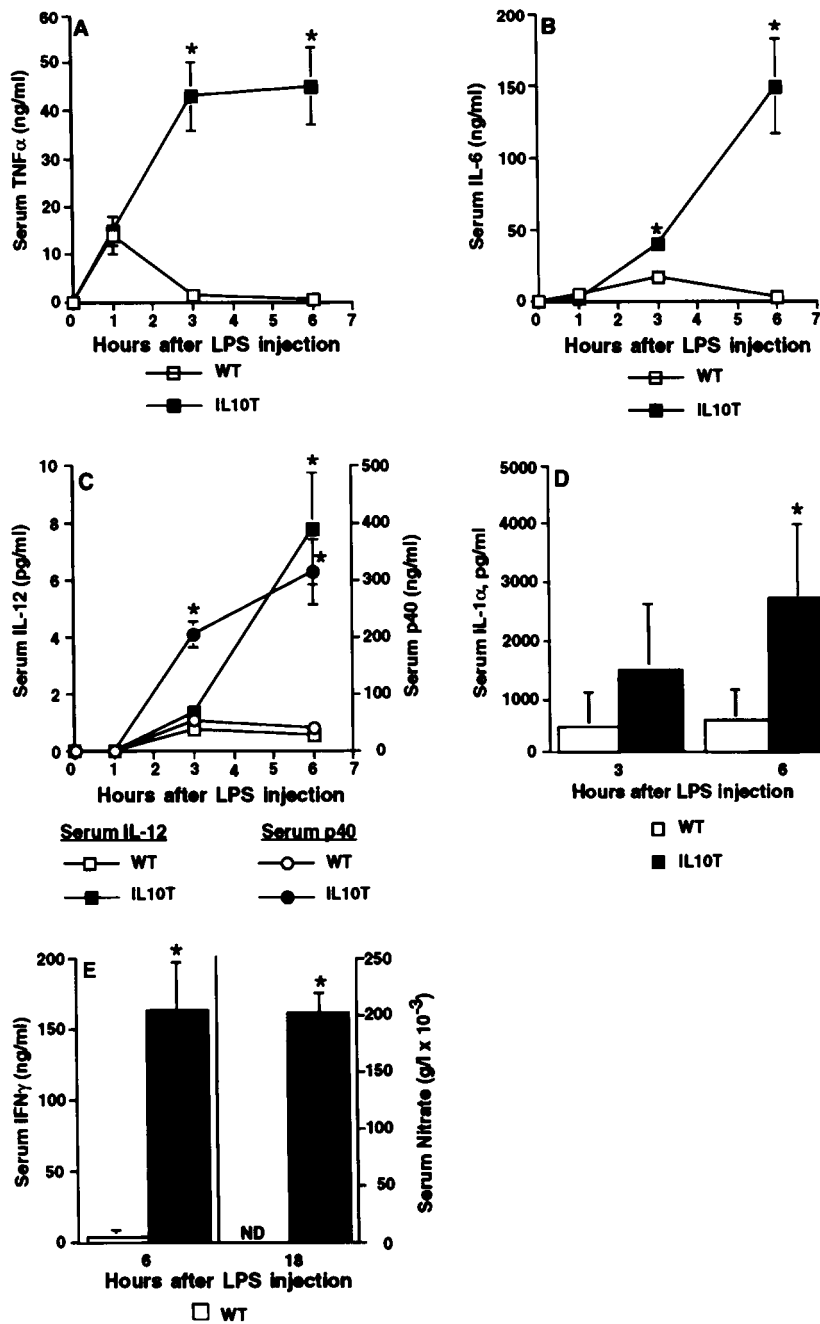 A
Serum TNFα (ng/ml)
60
50
40
30
20
10
0
* *
0 1 2 3 4 5 6 7
Hours after LPS injection
WT
IL10T
B
Serum IL-6 (ng/ml)
200
150
100
50
0
*
*
0 1 2 3 4 5 6 7
Hours after LPS injection
WT
IL10T
C
Serum IL-12 (pg/ml)
10
8
6
4
2
0
Serum p40 (ng/ml)
500
400
300
200
100
0
*
*
*
0 1 2 3 4 5 6 7
Hours after LPS injection
Serum IL-12
WT
IL10T
Serum p40
WT
IL10T
D
Serum IL-1α, pg/ml
5000
4000
3000
2000
1000
0
*
3 6
Hours after LPS injection
WT
IL10T
E
Serum IFNγ (ng/ml)
200
150
100
50
0
Serum Nitrate (g/l x 10⁻³)
250
200
150
100
50
0
* *
ND
6 18
Hours after LPS injection
WT